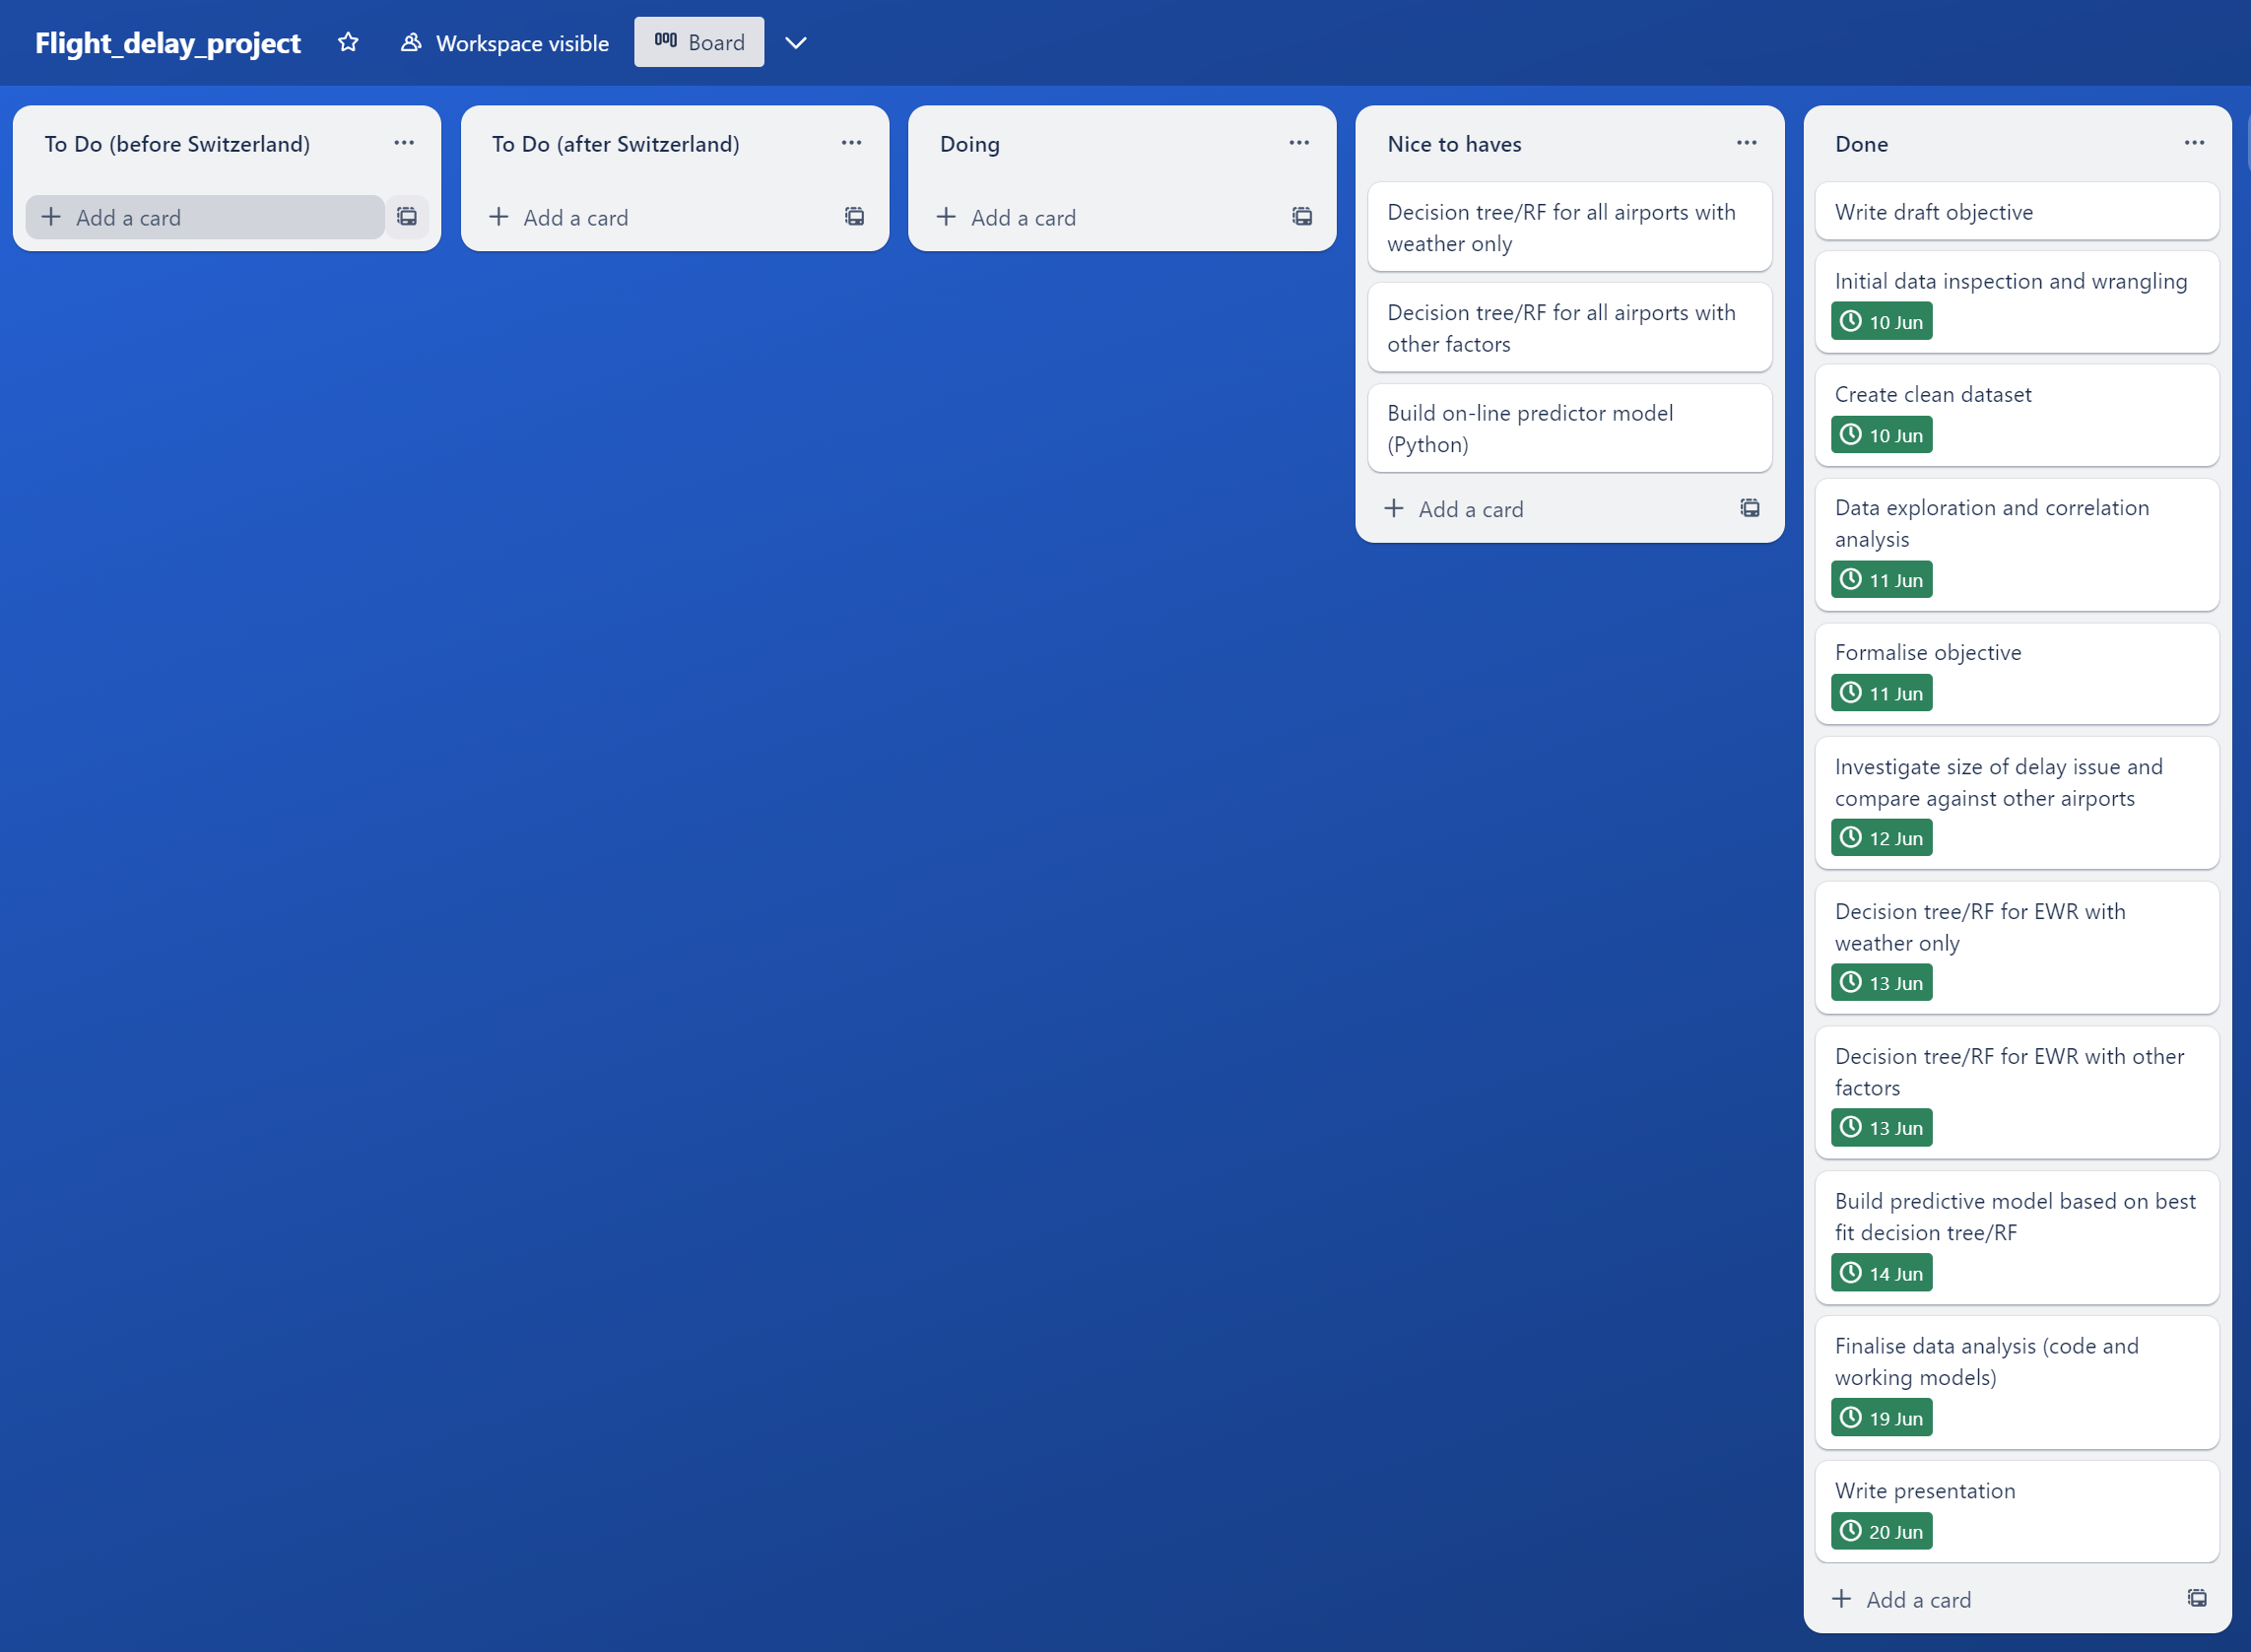 Flight_delay_project
Workspace visible
Board
To Do (before Switzerland)
Add a card
To Do (after Switzerland)
Add a card
Doing
Add a card
Nice to haves
Decision tree/RF for all airports with
weather only
Decision tree/RF for all airports with
other factors
Build on-line predictor model
(Python)
Add a card
Done
Write draft objective
Initial data inspection and wrangling
10 Jun
Create clean dataset
10 Jun
Data exploration and correlation
analysis
11 Jun
Formalise objective
11 Jun
Investigate size of delay issue and
compare against other airports
12 Jun
Decision tree/RF for EWR with
weather only
13 Jun
Decision tree/RF for EWR with other
factors
13 Jun
Build predictive model based on best
fit decision tree/RF
14 Jun
Finalise data analysis (code and
working models)
19 Jun
Write presentation
20 Jun
Add a card